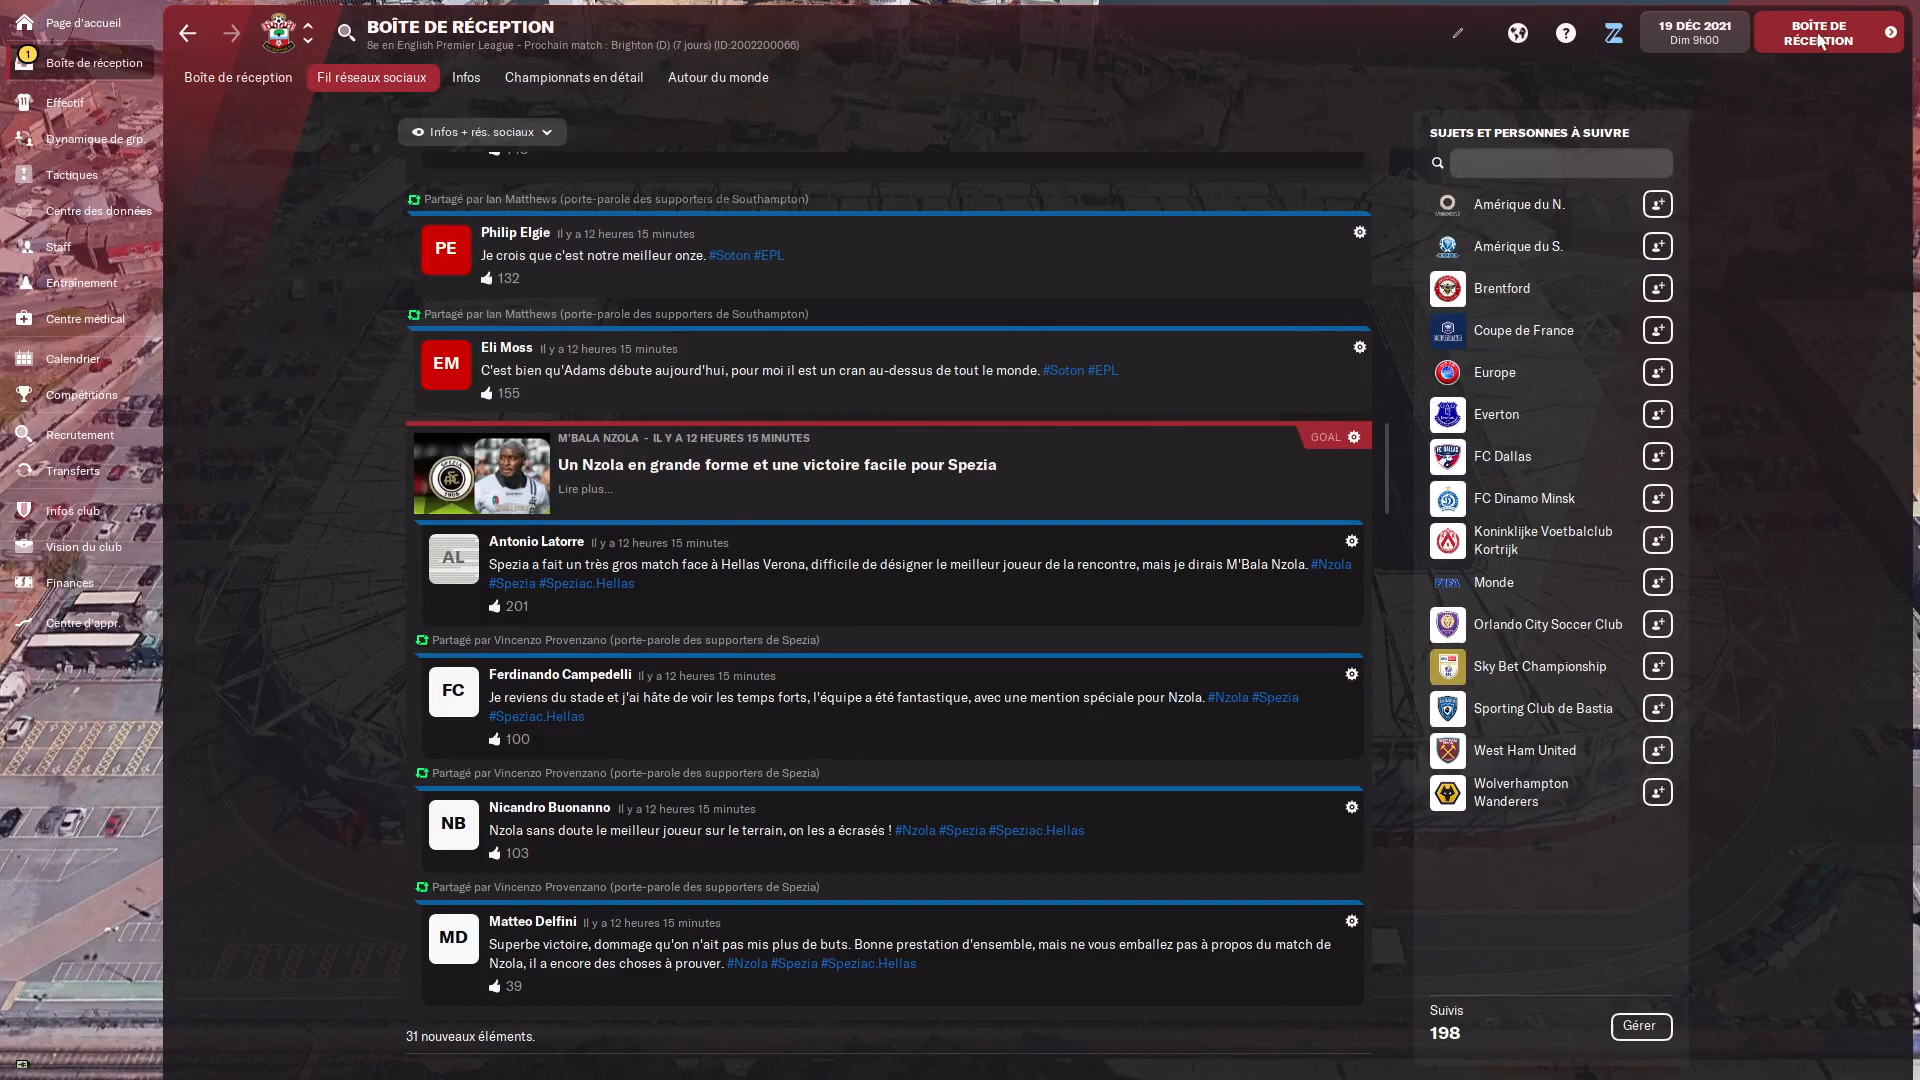 Page d'accueil
1
Boîte de réception
Effectif
Dynamique de grp.
Tactiques
Centre des données
Staff
Entraînement
Centre médical
Calendrier
Compétitions
Recrutement
Transferts
Infos club
Vision du club
Finances
Centre d'appr.
BOÎTE DE RÉCEPTION
8e en English Premier League - Prochain match : Brighton (D) (7 jours) (ID:2002200066)
19 DÉC 2021
Dim 9h00
BOÎTE DE
RÉCEPTION
Boîte de réception
Fil réseaux sociaux
Infos
Championnats en détail
Autour du monde
Infos + rés. sociaux
Partagé par Ian Matthews (porte-parole des supporters de Southampton)
PE
Philip Elgie Il y a 12 heures 15 minutes
Je crois que c'est notre meilleur onze. #Soton #EPL
132
Partagé par Ian Matthews (porte-parole des supporters de Southampton)
EM
Eli Moss Il y a 12 heures 15 minutes
C'est bien qu'Adams débute aujourd'hui, pour moi il est un cran au-dessus de tout le monde. #Soton #EPL
155
M'BALA NZOLA - IL Y A 12 HEURES 15 MINUTES
GOAL
Un Nzola en grande forme et une victoire facile pour Spezia
Lire plus...
AL
Antonio Latorre Il y a 12 heures 15 minutes
Spezia a fait un très gros match face à Hellas Verona, difficile de désigner le meilleur joueur de la rencontre, mais je dirais M'Bala Nzola. #Nzola
#Spezia #Speziac.Hellas
201
Partagé par Vincenzo Provenzano (porte-parole des supporters de Spezia)
FC
Ferdinando Campedelli Il y a 12 heures 15 minutes
Je reviens du stade et j'ai hâte de voir les temps forts, l'équipe a été fantastique, avec une mention spéciale pour Nzola. #Nzola #Spezia
#Speziac.Hellas
100
Partagé par Vincenzo Provenzano (porte-parole des supporters de Spezia)
NB
Nicandro Buonanno Il y a 12 heures 15 minutes
Nzola sans doute le meilleur joueur sur le terrain, on les a écrasés ! #Nzola #Spezia #Speziac.Hellas
103
Partagé par Vincenzo Provenzano (porte-parole des supporters de Spezia)
MD
Matteo Delfini Il y a 12 heures 15 minutes
Superbe victoire, dommage qu'on n'ait pas mis plus de buts. Bonne prestation d'ensemble, mais ne vous emballez pas à propos du match de
Nzola, il a encore des choses à prouver. #Nzola #Spezia #Speziac.Hellas
39
31 nouveaux éléments.
SUJETS ET PERSONNES À SUIVRE
Amérique du N.
Amérique du S.
Brentford
Coupe de France
Europe
Everton
FC Dallas
FC Dinamo Minsk
Koninklijke Voetbalclub
Kortrijk
Monde
Orlando City Soccer Club
Sky Bet Championship
Sporting Club de Bastia
West Ham United
Wolverhampton
Wanderers
Suivis
198
Gérer